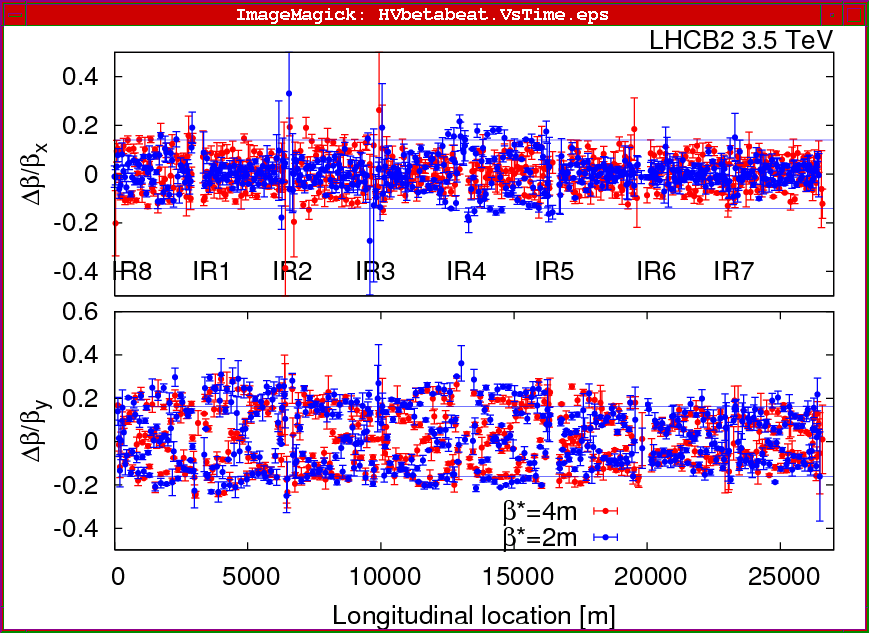 ImageMagick: HVbetabeat.VsTime.eps
LHCB2 3.5 TeV
0.4
0.2
0
-0.2
-0.4
Δβ/βx
IR8 IR1 IR2 IR3 IR4 IR5 IR6 IR7
0.6
0.4
0.2
0
-0.2
-0.4
Δβ/βy
β*=4m
β*=2m
0 5000 10000 15000 20000 25000
Longitudinal location [m]